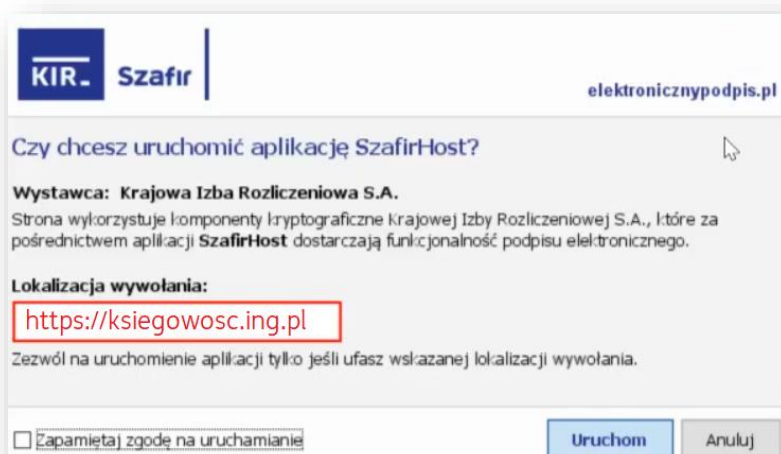 KIR Szafir
elektronicznypodpis.pl
Czy chcesz uruchomić aplikację SzafirHost?
Wystawca: Krajowa Izba Rozliczeniowa S.A.
Strona wykorzystuje komponenty kryptograficzne Krajowej Izby Rozliczeniowej S.A., które za
pośrednictwem aplikacji SzafirHost dostarczają funkcjonalność podpisu elektronicznego.
Lokalizacja wywołania:
https://ksiegowosc.ing.pl
Zezwól na uruchomienie aplikacji tylko jeśli ufasz wskazanej lokalizacji wywołania.
Zapamiętaj zgodę na uruchamianie
Uruchom Anuluj